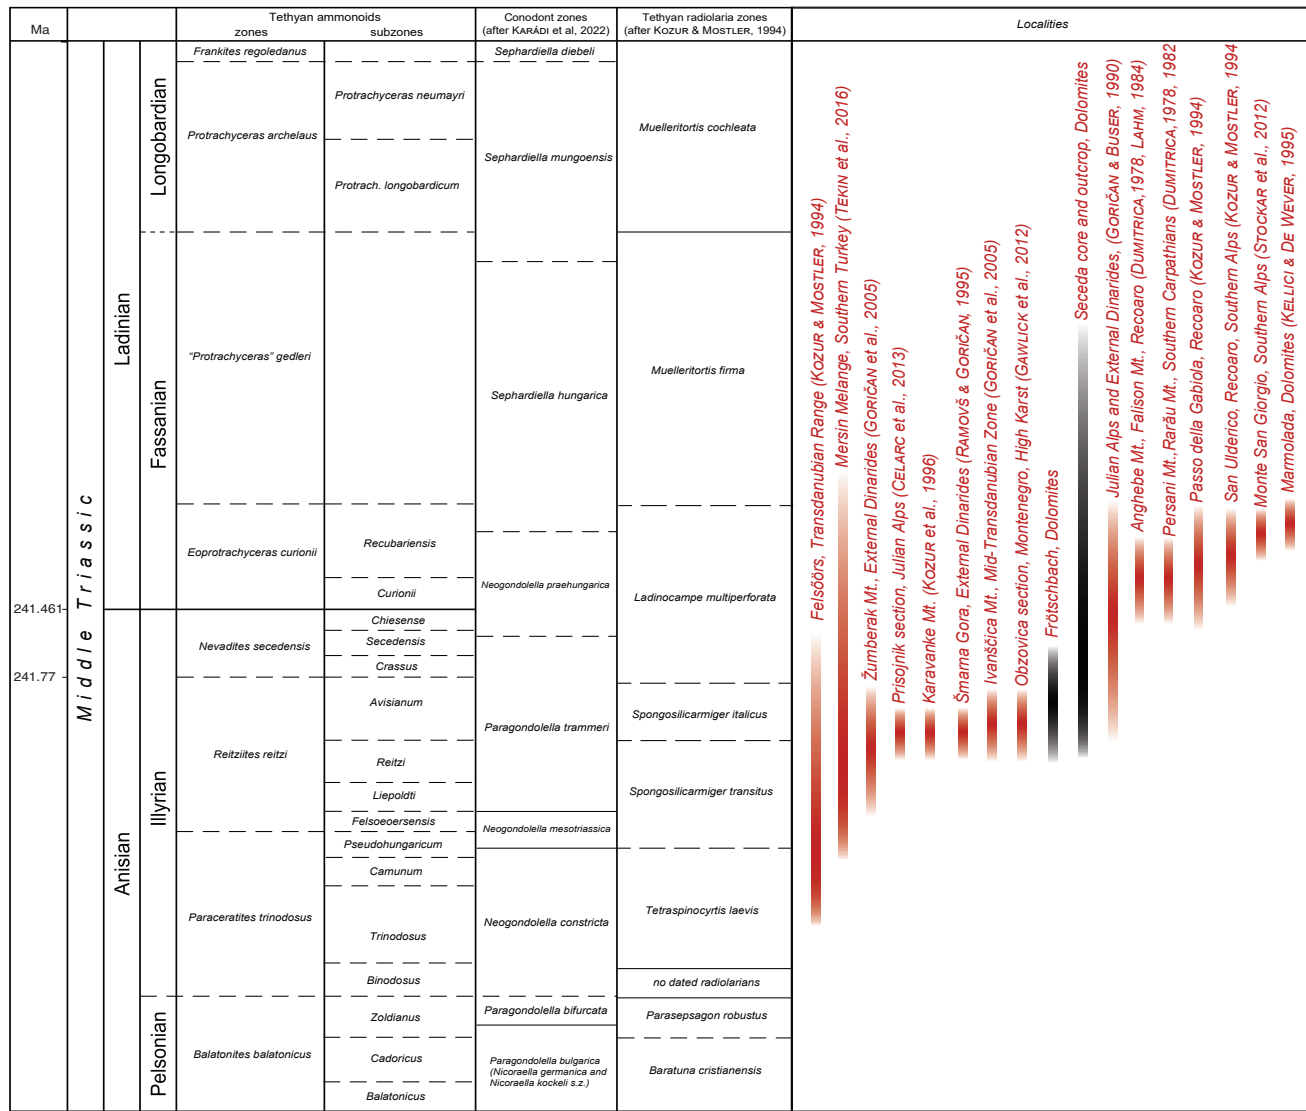 Ma
Tethyan ammonoids
zones
subzones
Conodont zones
(after KARÁDI et al, 2022)
Tethyan radiolaria zones
(after KOZUR & MOSTLER, 1994)
Localities
241.461
241.77
Middle Triassic
Ladinian
Anisian
Longobardian
Fassanian
Illyrian
Pelsonian
Frankites regoledanus
Protrachyceras archelaus
"Protrachyceras" gedleri
Eoprotrachyceras curionii
Nevadites secedensis
Reitziites reitzi
Paraceratites trinodosus
Balatonites balatonicus
Protrachyceras neumayri
Protrach. longobardicum
Recubariensis
Curionii
Chiesense
Secedensis
Crassus
Avisianum
Reitzi
Liepoldti
Felsoeoersensis
Pseudohungaricum
Camunum
Trinodosus
Binodosus
Zoldianus
Cadoricus
Balatonicus
Sephardiella diebeli
Sephardiella mungoensis
Sephardiella hungarica
Neogondolella praehungarica
Paragondolella trammeri
Neogondolella mesotriassica
Neogondolella constricta
Paragondolella bifurcata
Paragondolella bulgarica
(Nicoraella germanica and
Nicoraella kockeli s.z.)
Muelleritortis cochleata
Muelleritortis firma
Ladinocampe multiperforata
Spongosilicarmiger italicus
Spongosilicarmiger transitus
Tetraspinocyrtis laevis
no dated radiolarians
Parasepsagon robustus
Baratuna cristianensis
Felsőörs, Transdanubian Range (KOZUR & MOSTLER, 1994)
Mersin Melange, Southern Turkey (TEKIN et al., 2016)
Žumberak Mt., External Dinarides (GORIČAN et al., 2005)
Prisojnik section, Julian Alps (CELARC et al., 2013)
Karavanke Mt. (KOZUR et al., 1996)
Šmarna Gora, External Dinarides (RAMOVŠ & GORIČAN, 1995)
Ivanščica Mt., Mid-Transdanubian Zone (GORIČAN et al., 2005)
Obzovica section, Montenegro, High Karst (GAWLICK et al., 2012)
Frötschbach, Dolomites
Seceda core and outcrop, Dolomites
Julian Alps and External Dinarides, (GORIČAN & BUSER, 1990)
Anghebe Mt., Falison Mt., Recoaro (DUMITRICA,1978, LAHM, 1984)
Persani Mt.,Rarău Mt., Southern Carpathians (DUMITRICA,1978, 1982
Passo della Gabiola, Recoaro (KOZUR & MOSTLER, 1994)
San Ulderico, Recoaro, Southern Alps (KOZUR & MOSTLER, 1994
Monte San Giorgio, Southern Alps (STOCKAR et al., 2012)
Marmolada, Dolomites (KELLICI & DE WEVER, 1995)